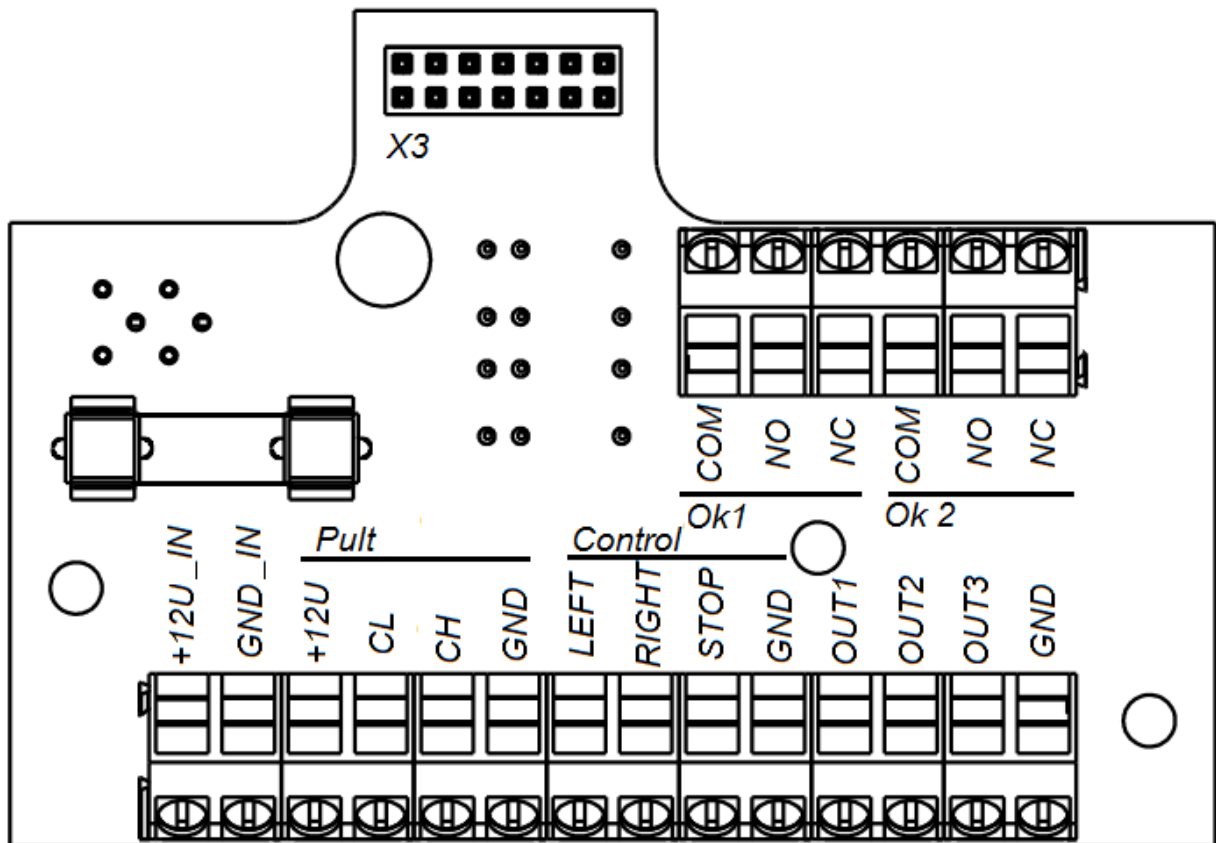 X3
COM
NO
NC
COM
NO
NC
Ok1
Ok 2
Pult
Control
+12U_IN
GND_IN
+12U
CL
CH
GND
LEFT
RIGHT
STOP
GND
OUT1
OUT2
OUT3
GND